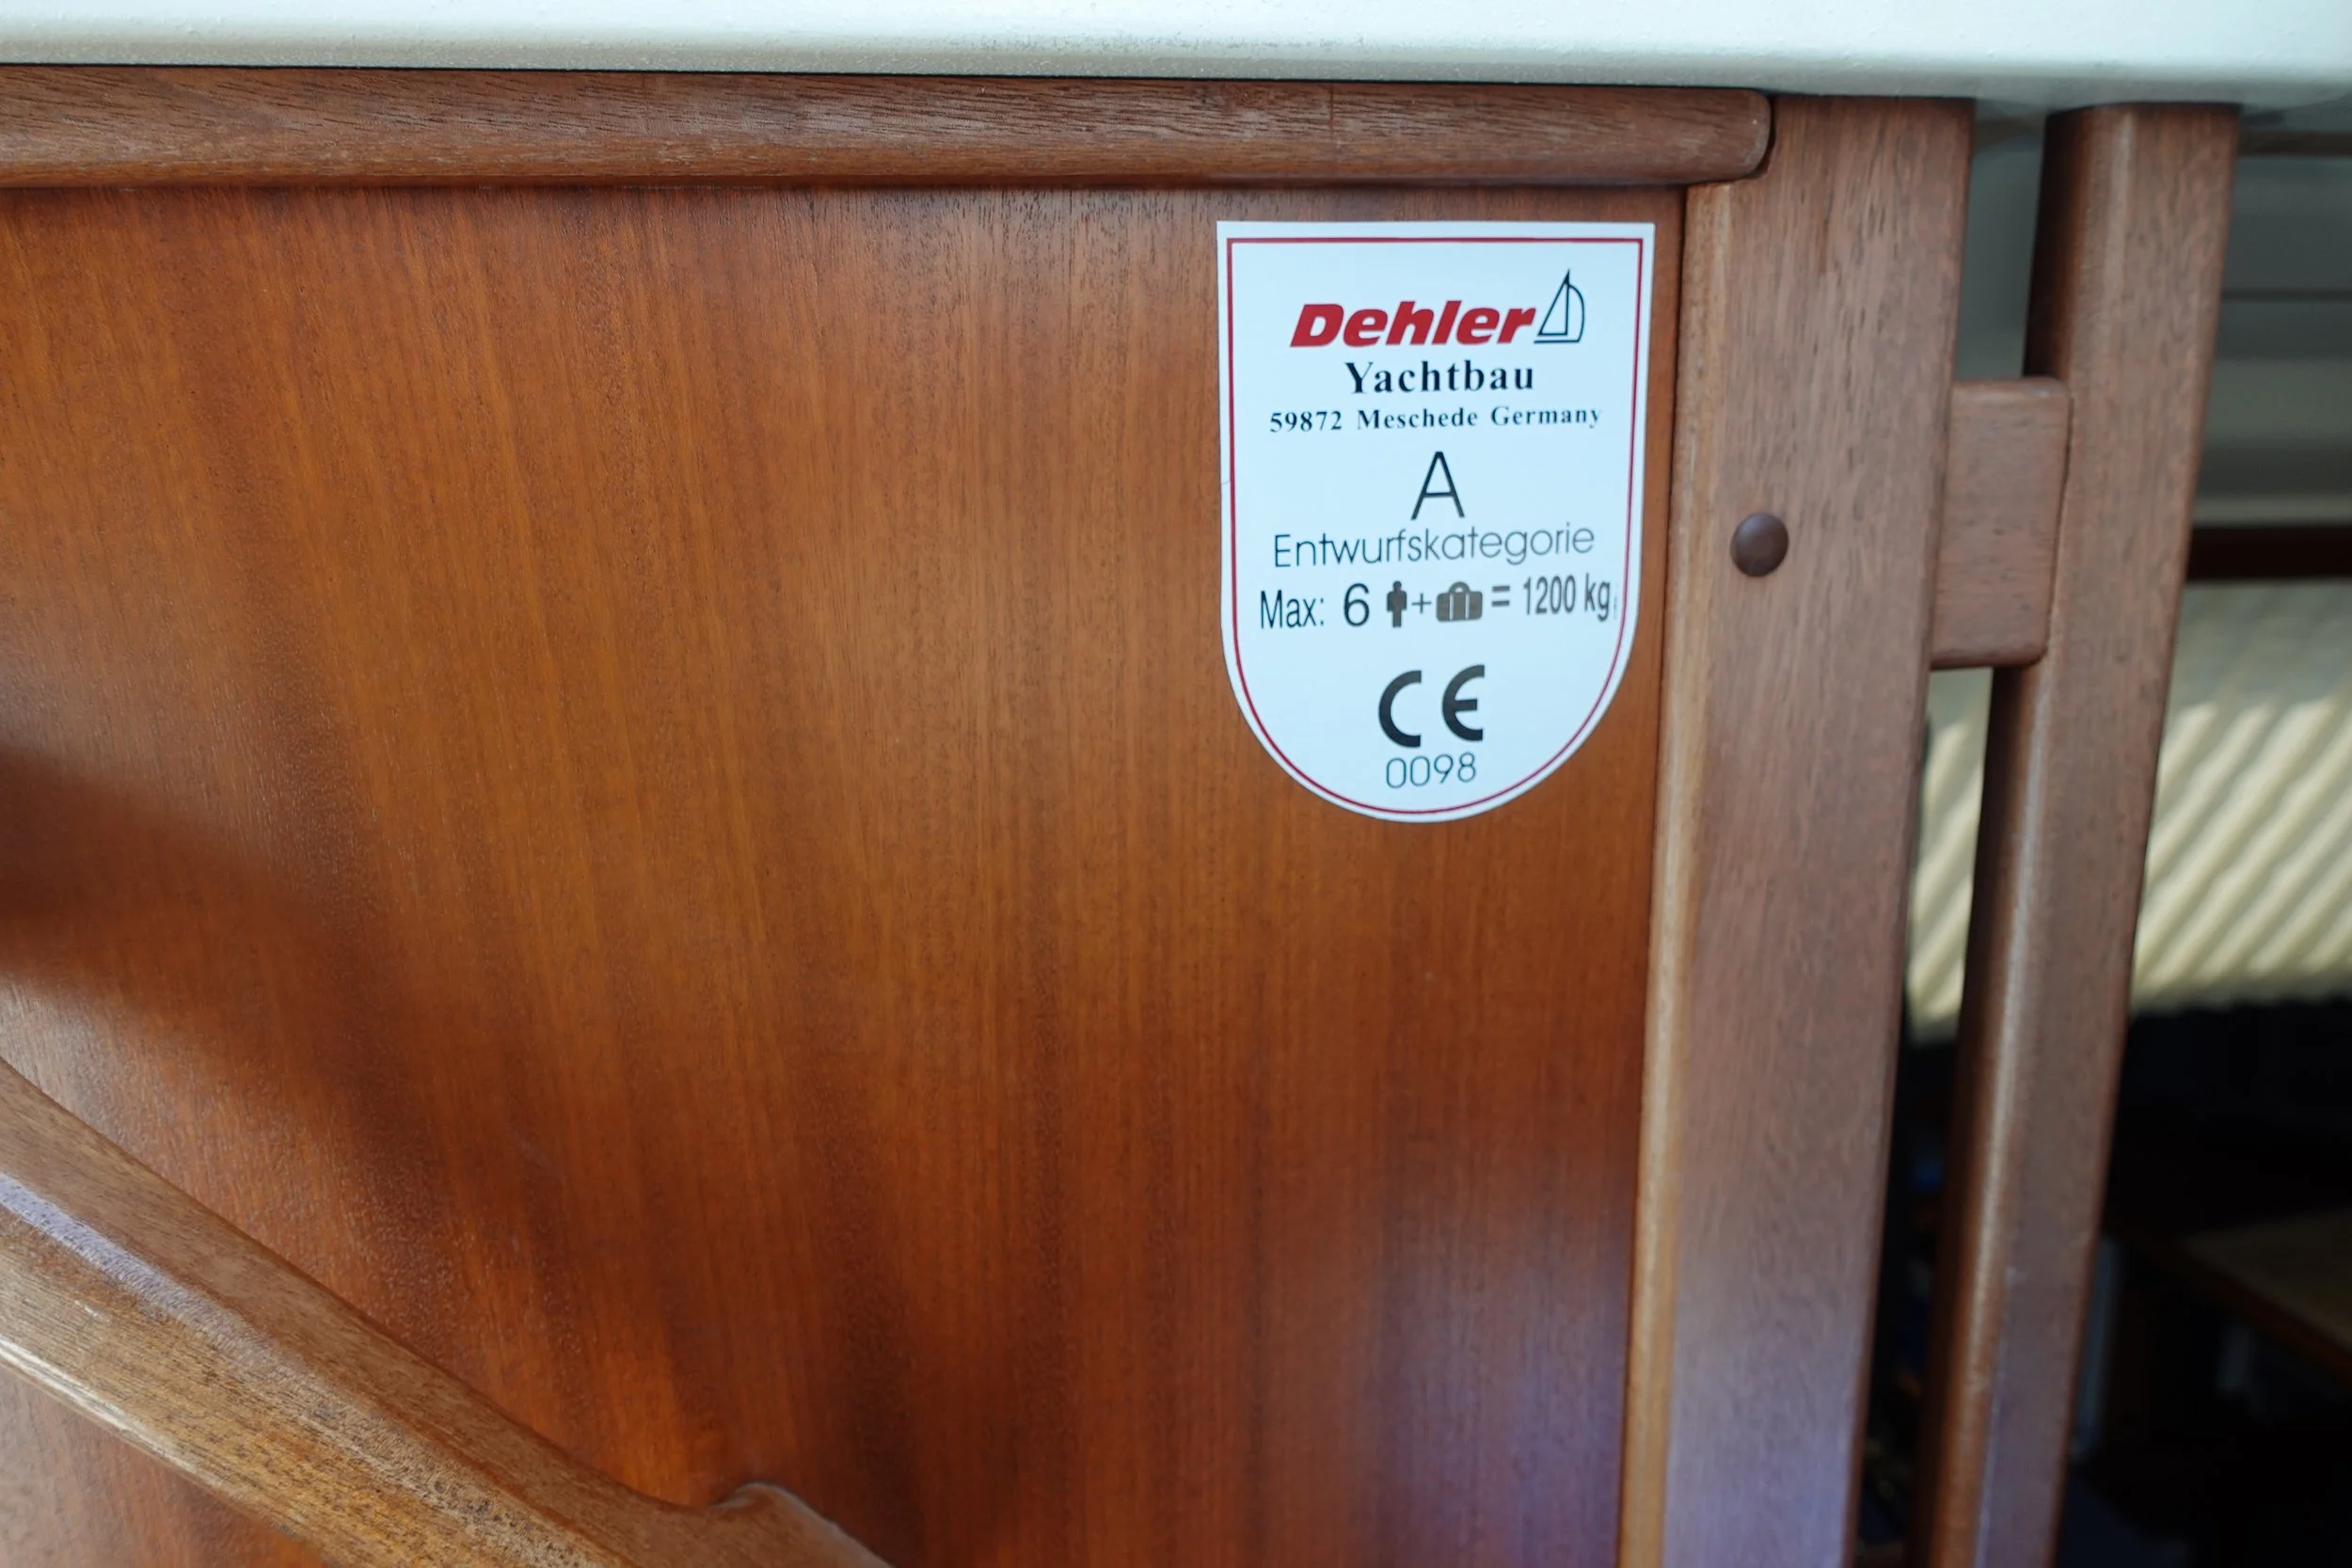 Dehler
Yachtbau
59872 Meschede Germany
A
Entwurfskategorie
Max: 6 + = 1200 kg
CE
0098